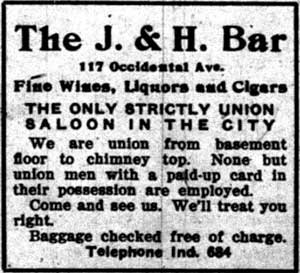 The J. & H. Bar
117 Occidental Ave.
Fine Wines, Liquors and Cigars
THE ONLY STRICTLY UNION
SALOON IN THE CITY
We are union from basement
floor to chimney top. None but
union men with a paid-up card in
their possession are employed.
Come and see us. We'll treat you
right.
Baggage checked free of charge.
Telephone Ind. 684